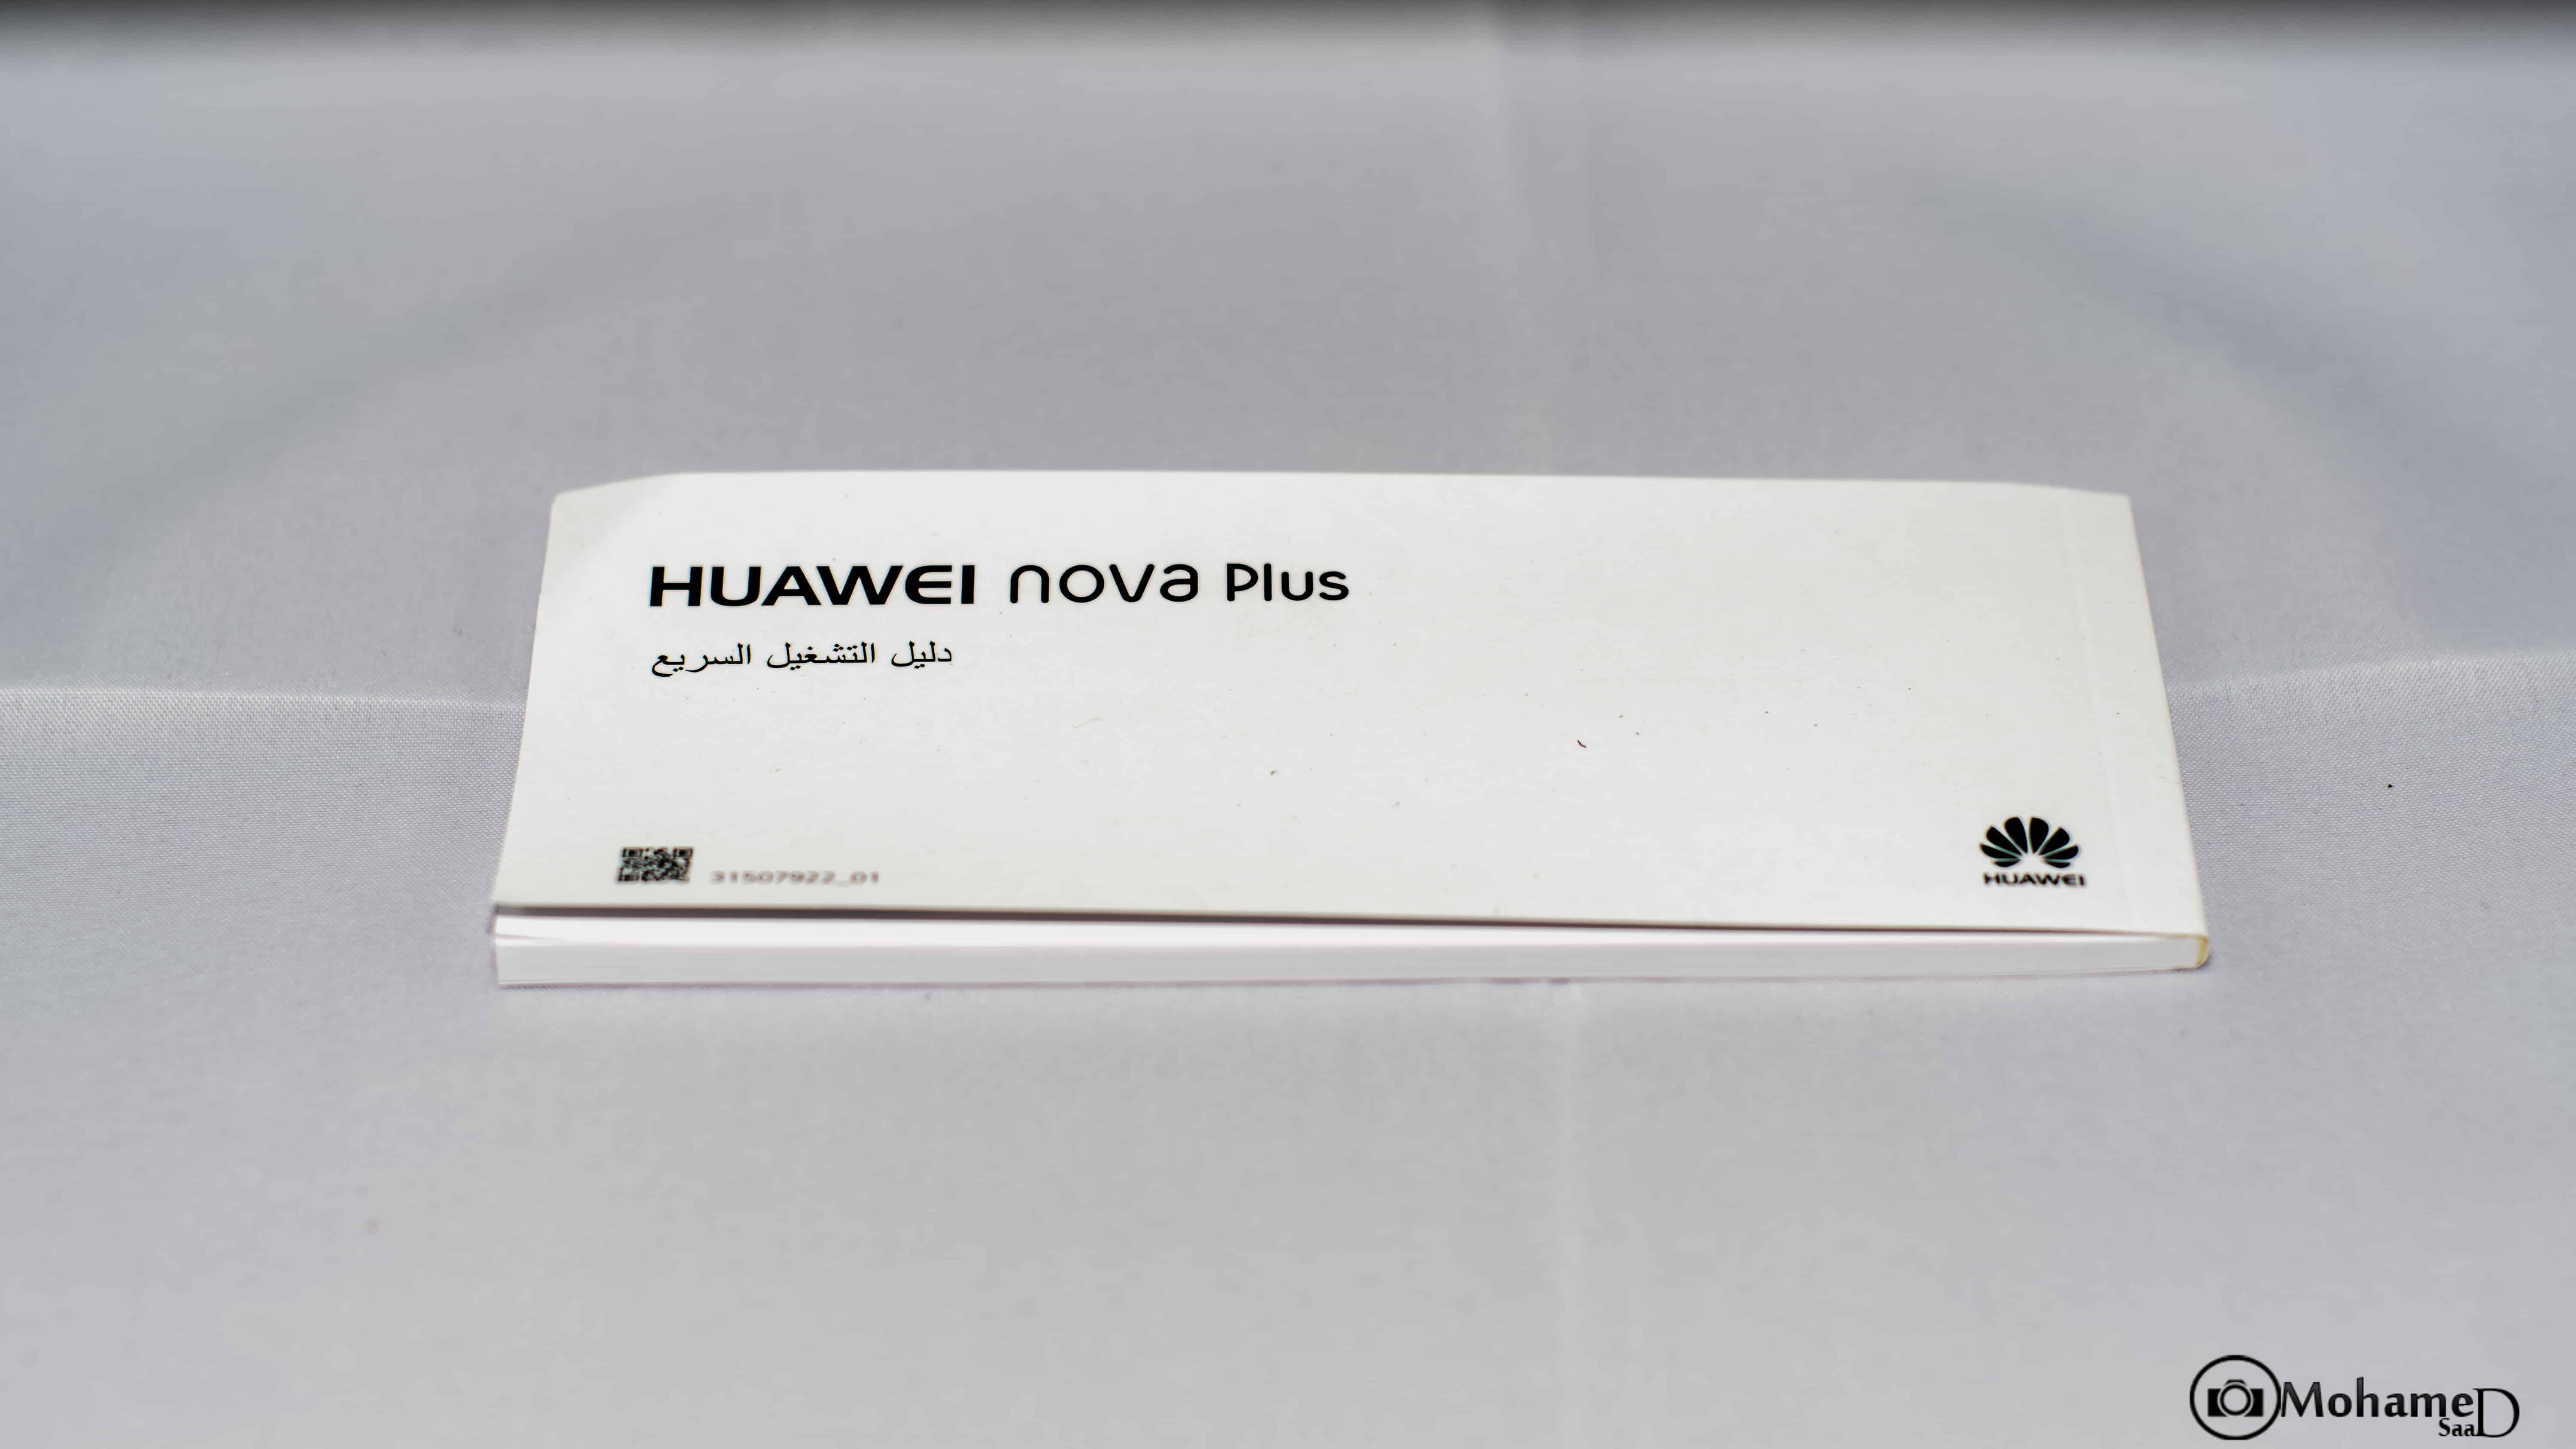 HUAWEI nova Plus
دليل التشغيل السريع
31507922_01
HUAWEI
MohameD
SaaD